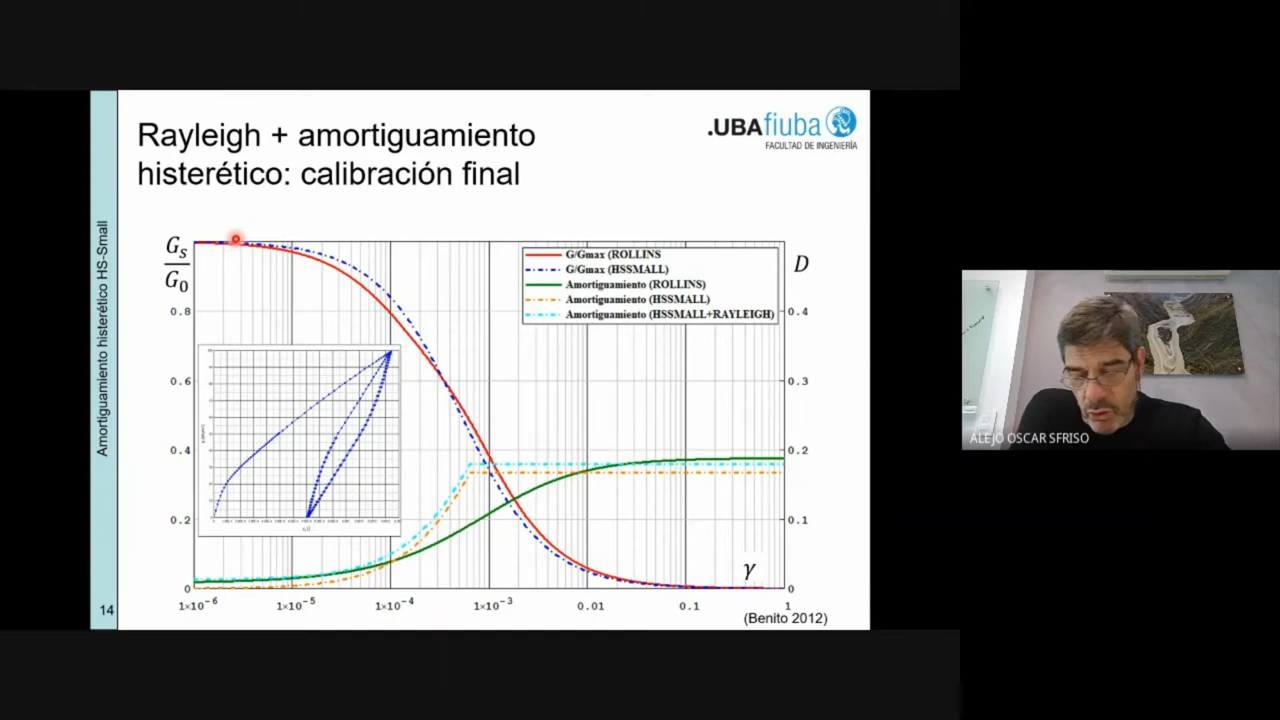 Rayleigh + amortiguamiento
histerético: calibración final
.UBAfiuba
FACULTAD DE INGENIERÍA
Amortiguamiento histerético HS-Small
G_s
G_0
D
G/Gmax (ROLLINS
G/Gmax (HSSMALL)
Amortiguamiento (ROLLINS)
Amortiguamiento (HSSMALL)
Amortiguamiento (HSSMALL+RAYLEIGH)
0.8
0.6
0.4
0.2
0
0.4
0.3
0.2
0.1
0
γ
1×10⁻⁶ 1×10⁻⁵ 1×10⁻⁴ 1×10⁻³ 0.01 0.1 1
(Benito 2012)
14
ALEJO OSCAR SFRISO